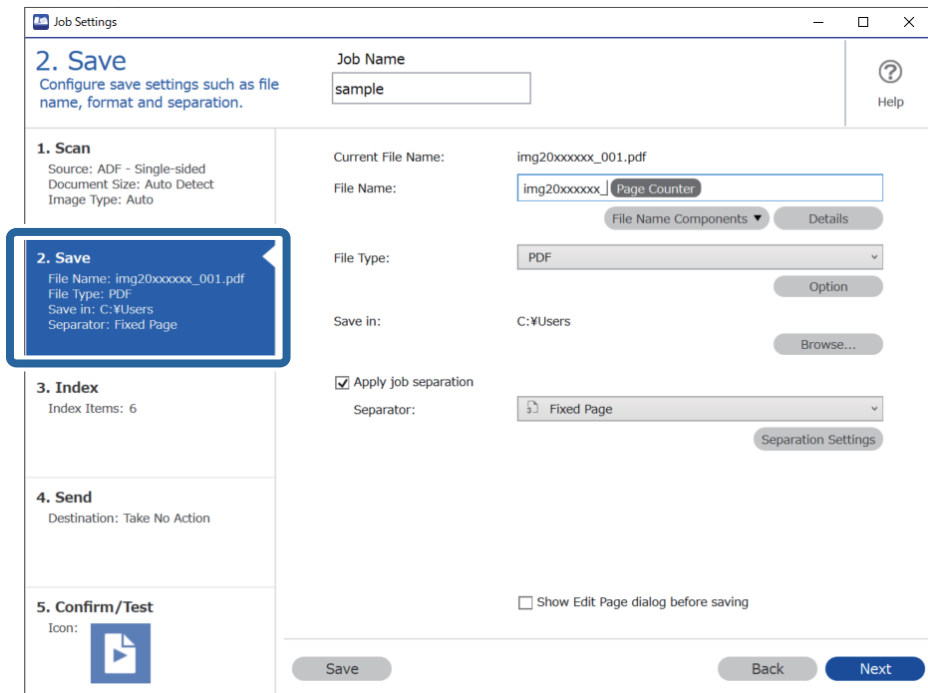 Job Settings
2. Save
Configure save settings such as file
name, format and separation.
Job Name
sample
Help
1. Scan
Source: ADF - Single-sided
Document Size: Auto Detect
Image Type: Auto
2. Save
File Name: img20xxxxxx_001.pdf
File Type: PDF
Save in: C:¥Users
Separator: Fixed Page
3. Index
Index Items: 6
4. Send
Destination: Take No Action
5. Confirm/Test
Icon:
Current File Name: img20xxxxxx_001.pdf
File Name: img20xxxxxx_ Page Counter
File Name Components ▼ Details
File Type: PDF
Option
Save in: C:¥Users
Browse...
Apply job separation
Separator: Fixed Page
Separation Settings
Show Edit Page dialog before saving
Save Back Next